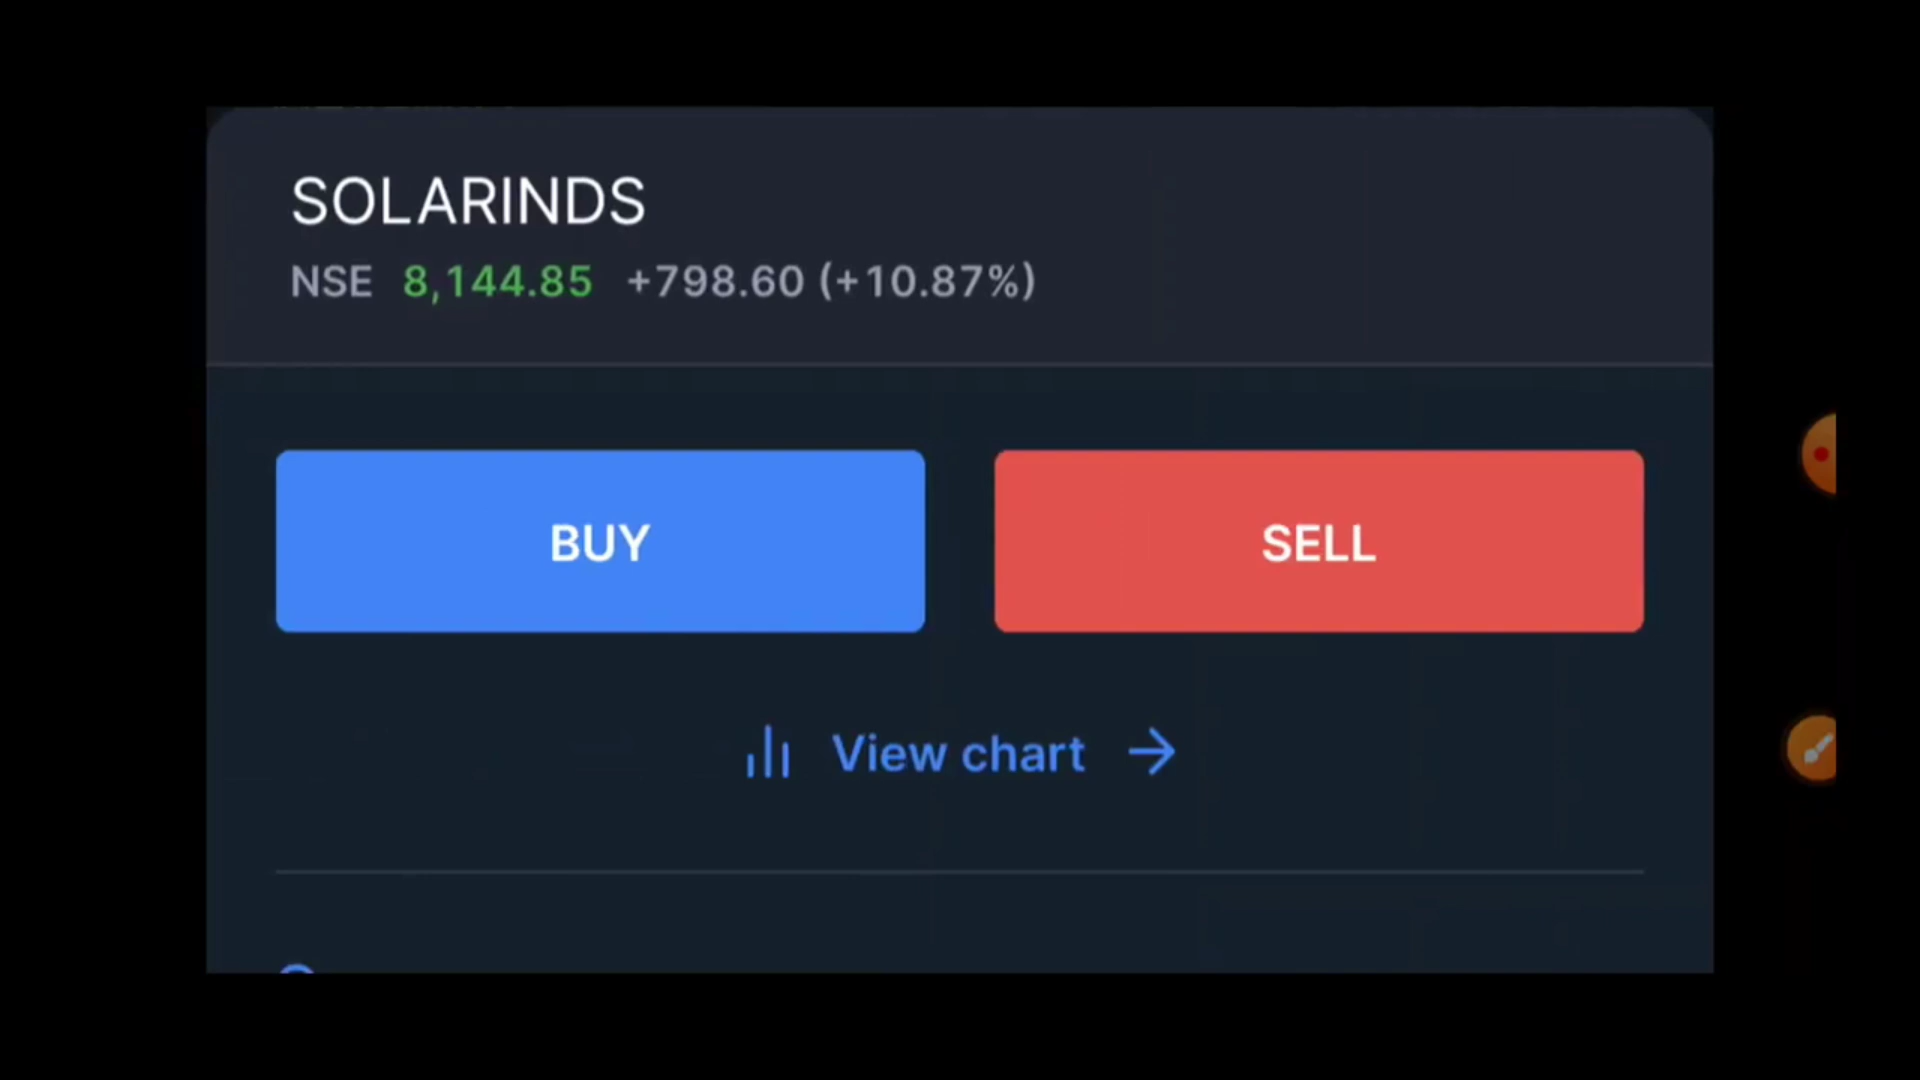 SOLARINDS
NSE 8,144.85 +798.60 (+10.87%)
BUY
SELL
View chart